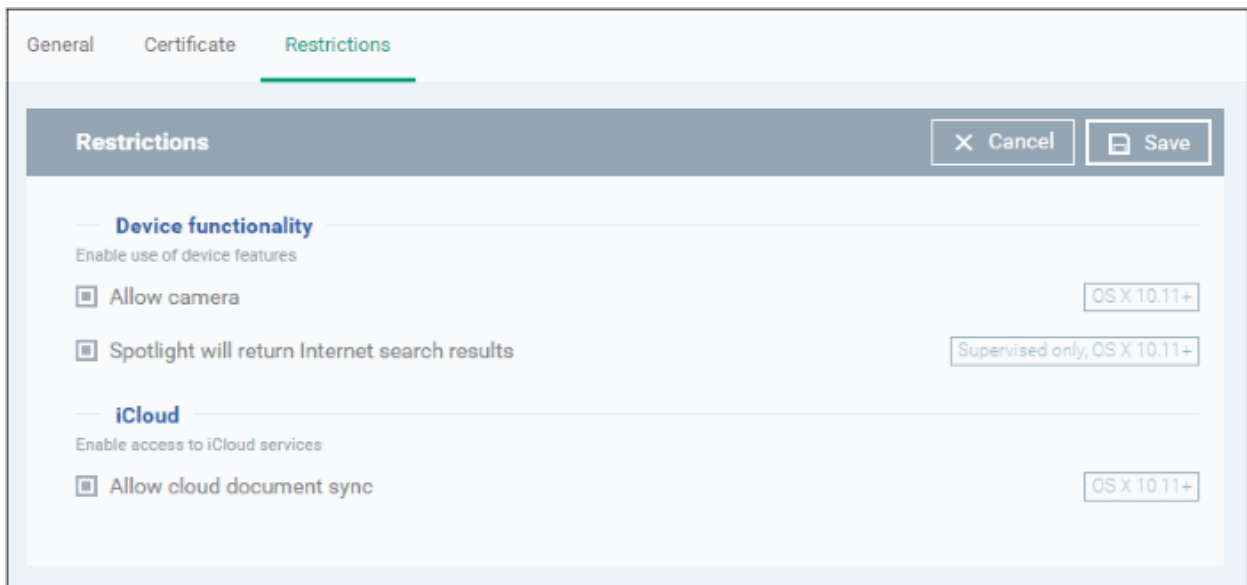 General Certificate Restrictions
Restrictions Cancel Save
Device functionality
Enable use of device features
Allow camera OS X 10.11+
Spotlight will return Internet search results Supervised only, OS X 10.11+
iCloud
Enable access to iCloud services
Allow cloud document sync OS X 10.11+